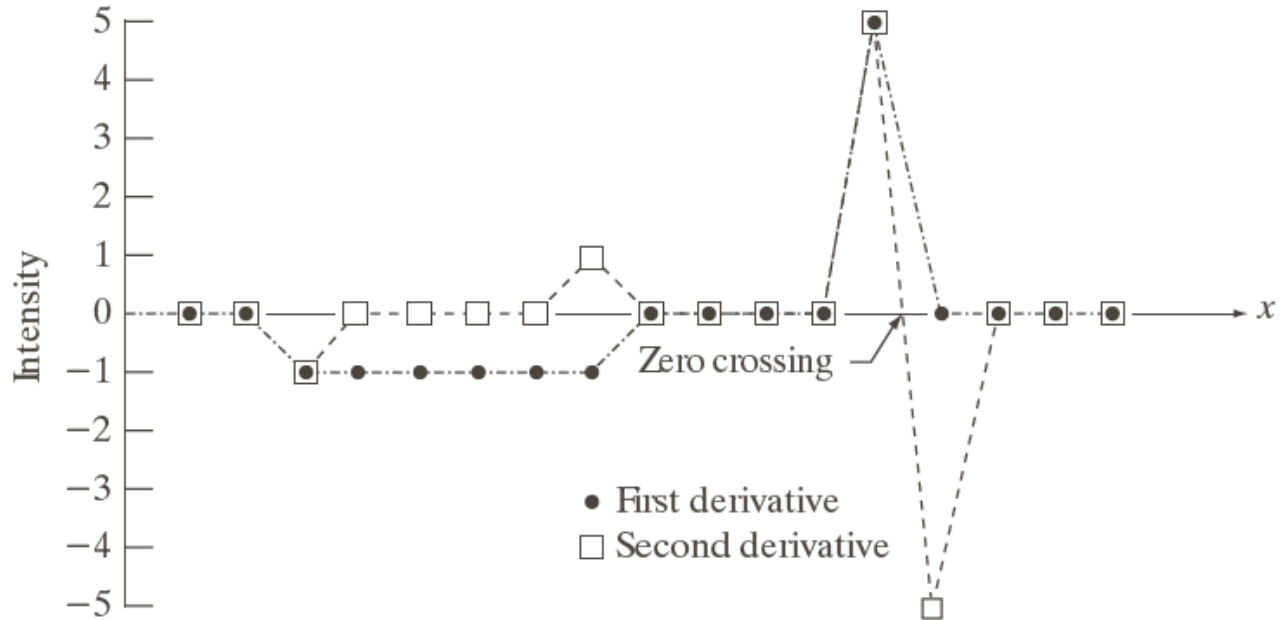 5
4
3
2
1
0
−1
−2
−3
−4
−5
Intensity
x
Zero crossing
First derivative
Second derivative